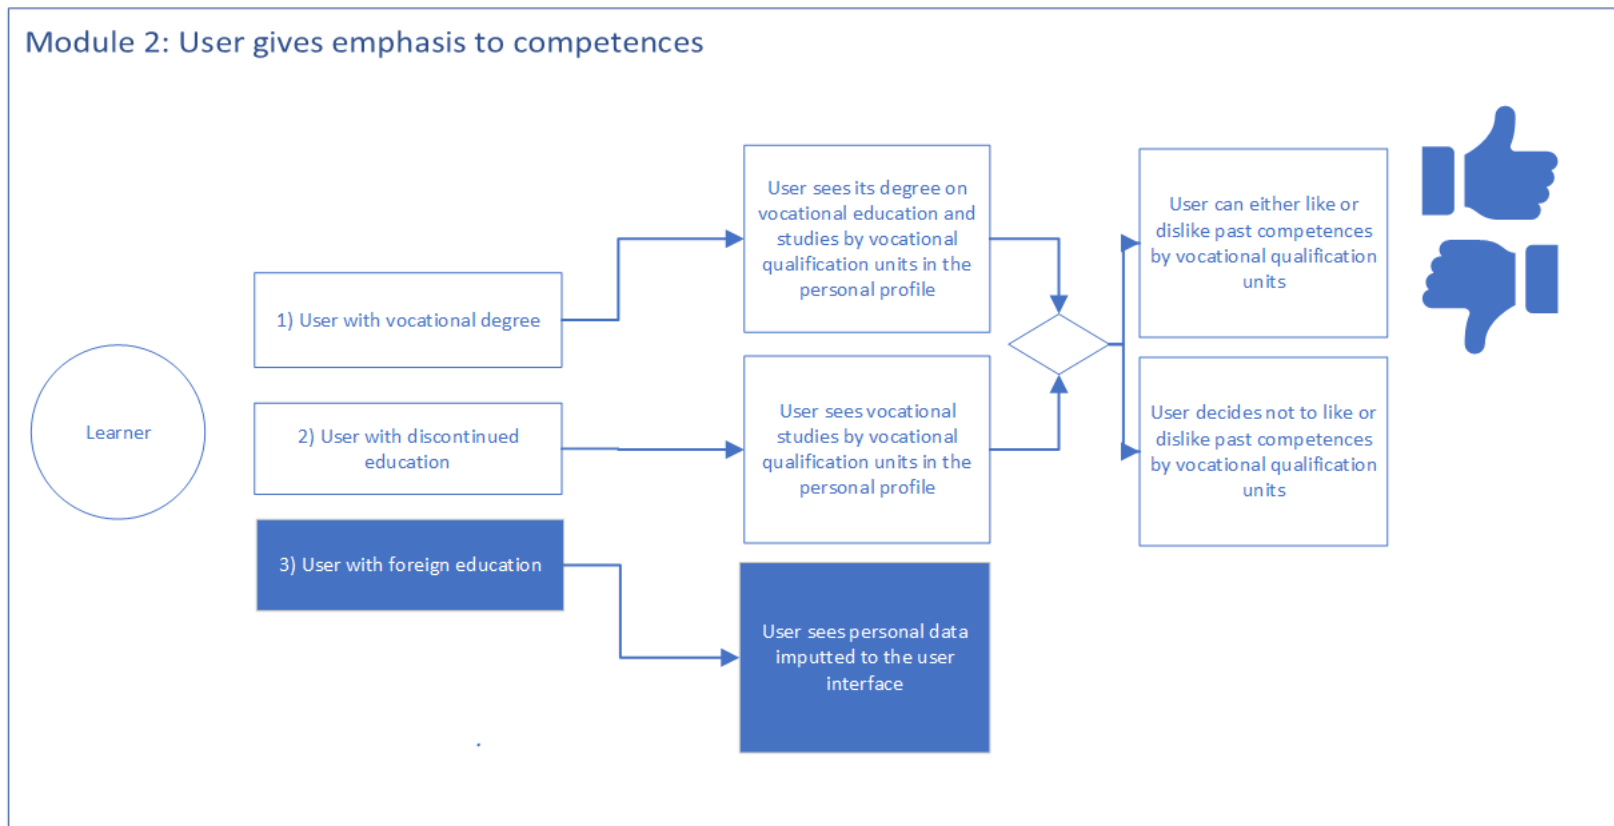 Module 2: User gives emphasis to competences
Learner
1) User with vocational degree
2) User with discontinued
education
3) User with foreign education
User sees its degree on
vocational education and
studies by vocational
qualification units in the
personal profile
User sees vocational
studies by vocational
qualification units in the
personal profile
User sees personal data
imputted to the user
interface
User can either like or
dislike past competences
by vocational qualification
units
User decides not to like or
dislike past competences
by vocational qualification
units